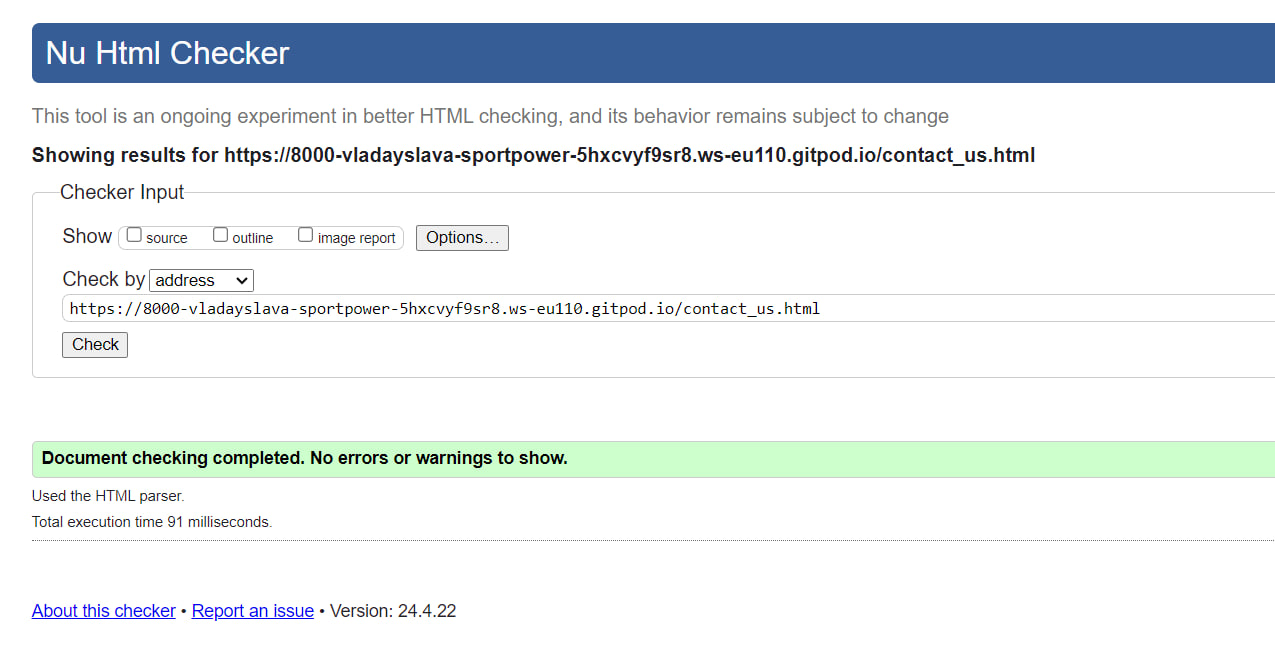 Nu Html Checker
This tool is an ongoing experiment in better HTML checking, and its behavior remains subject to change
Showing results for https://8000-vladayslava-sportpower-5hxcvyf9sr8.ws-eu110.gitpod.io/contact_us.html
Checker Input
Show source outline image report Options...
Check by address
https://8000-vladayslava-sportpower-5hxcvyf9sr8.ws-eu110.gitpod.io/contact_us.html
Check
Document checking completed. No errors or warnings to show.
Used the HTML parser.
Total execution time 91 milliseconds.
About this checker • Report an issue • Version: 24.4.22